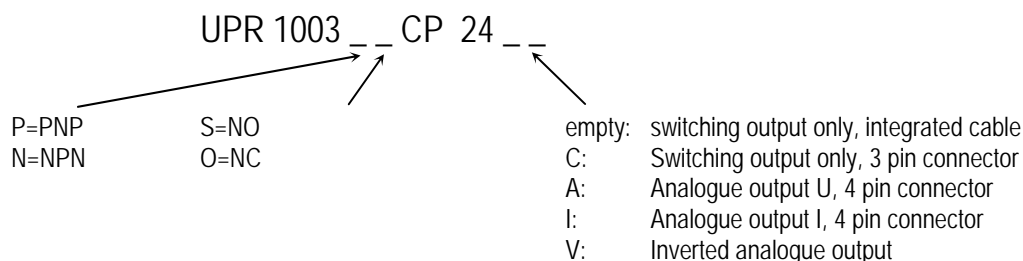 UPR 1003 _ _ CP 24 _ _
P=PNP S=NO empty: switching output only, integrated cable
N=NPN O=NC C: Switching output only, 3 pin connector
A: Analogue output U, 4 pin connector
I: Analogue output I, 4 pin connector
V: Inverted analogue output